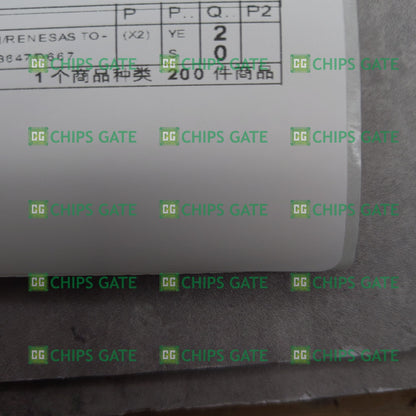 P P.. Q.. P2
/RENESAS TO- (X2) YE 2
3647D667 S 0
1 个商品种类 200 件商品
CHIPS GATE CHIPS GATE CHIPS GATE
CHIPS GATE CHIPS GATE CHIPS GATE
CHIPS GATE CHIPS GATE CHIPS GATE
CHIPS GATE CHIPS GATE CHIPS GATE
CHIPS GATE CHIPS GATE CHIPS GATE